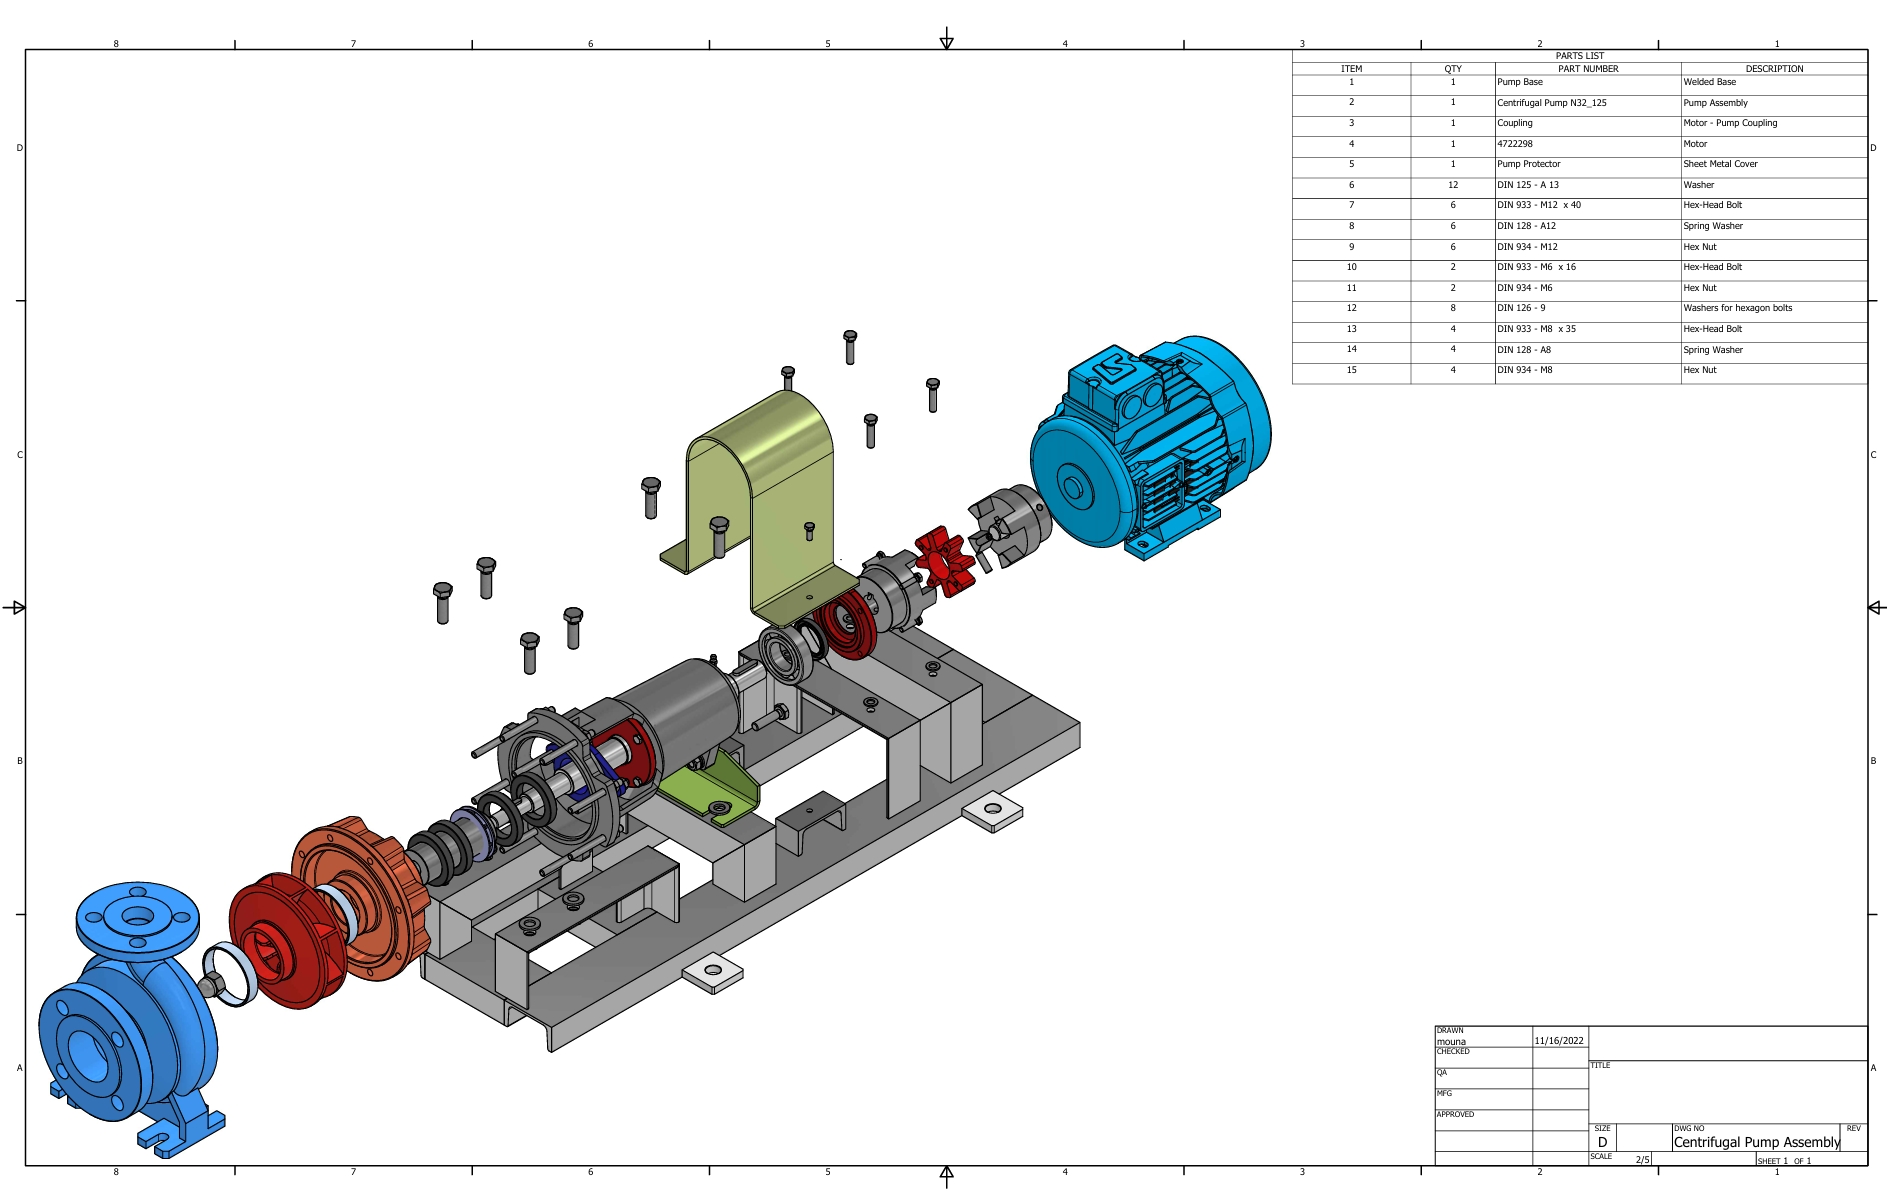 8 7 6 5 4 3 2 1
PARTS LIST
ITEM QTY PART NUMBER DESCRIPTION
1 1 Pump Base Welded Base
2 1 Centrifugal Pump N32_125 Pump Assembly
3 1 Coupling Motor - Pump Coupling
4 1 4722298 Motor
5 1 Pump Protector Sheet Metal Cover
6 12 DIN 125 - A 13 Washer
7 6 DIN 933 - M12 x 40 Hex-Head Bolt
8 6 DIN 128 - A12 Spring Washer
9 6 DIN 934 - M12 Hex Nut
10 2 DIN 933 - M6 x 16 Hex-Head Bolt
11 2 DIN 934 - M6 Hex Nut
12 8 DIN 126 - 9 Washers for hexagon bolts
13 4 DIN 933 - M8 x 35 Hex-Head Bolt
14 4 DIN 128 - A8 Spring Washer
15 4 DIN 934 - M8 Hex Nut
D D
C C
B B
A A
DRAWN
mouna 11/16/2022
CHECKED
QA
MFG
APPROVED
TITLE
SIZE
D
DWG NO
Centrifugal Pump Assembly
REV
SCALE 2/5
SHEET 1 OF 1
8 7 6 5 4 3 2 1